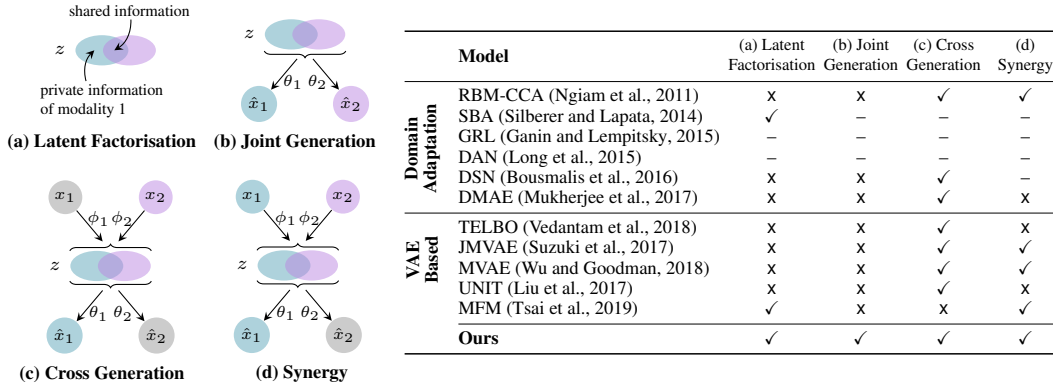 shared information
z
private information
of modality 1
(a) Latent Factorisation
z
θ1 θ2
x̂1 x̂2
(b) Joint Generation
x1 x2
ϕ1 ϕ2
z
θ1 θ2
x̂1 x̂2
(c) Cross Generation
x1 x2
ϕ1 ϕ2
z
θ1 θ2
x̂1 x̂2
(d) Synergy
Model (a) Latent Factorisation (b) Joint Generation (c) Cross Generation (d) Synergy
Domain Adaptation
RBM-CCA (Ngiam et al., 2011) x x ✓ ✓
SBA (Silberer and Lapata, 2014) ✓ – – –
GRL (Ganin and Lempitsky, 2015) – – – –
DAN (Long et al., 2015) – – – –
DSN (Bousmalis et al., 2016) x x ✓ –
DMAE (Mukherjee et al., 2017) x x ✓ x
VAE Based
TELBO (Vedantam et al., 2018) x x ✓ x
JMVAE (Suzuki et al., 2017) x x ✓ ✓
MVAE (Wu and Goodman, 2018) x x ✓ ✓
UNIT (Liu et al., 2017) x x ✓ x
MFM (Tsai et al., 2019) ✓ x x ✓
Ours ✓ ✓ ✓ ✓